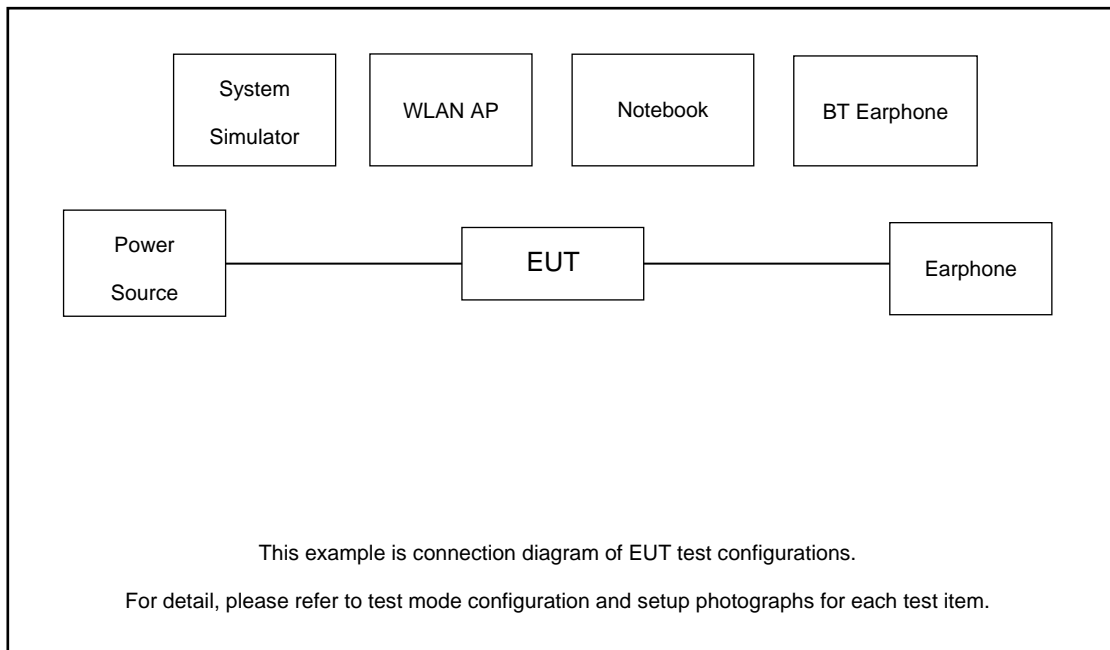 System
Simulator
WLAN AP
Notebook
BT Earphone
Power
Source
EUT
Earphone
This example is connection diagram of EUT test configurations.
For detail, please refer to test mode configuration and setup photographs for each test item.